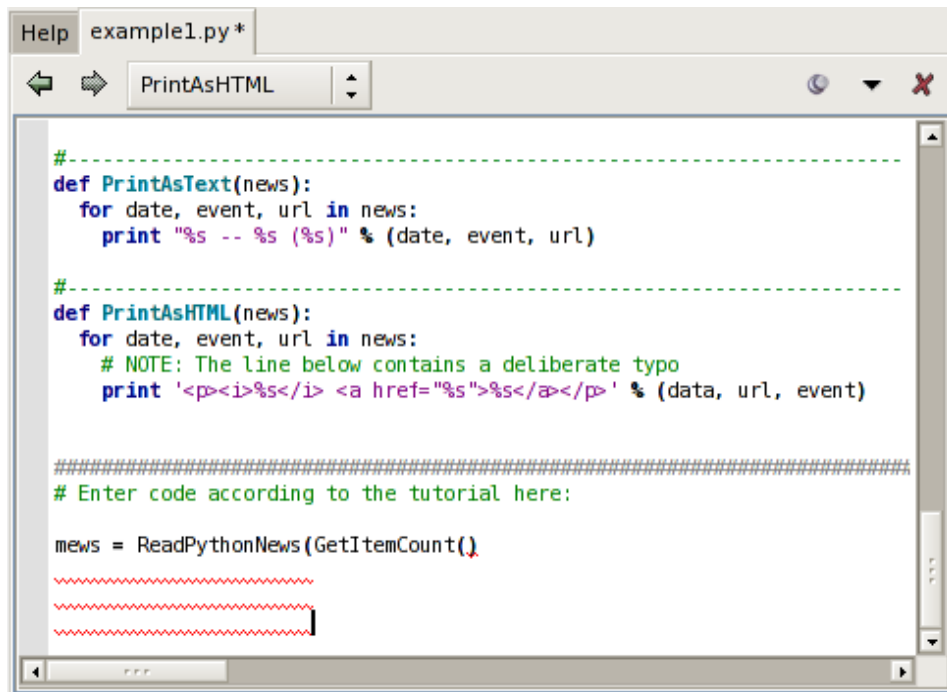 Help example1.py*
PrintAsHTML
#----------------------------------------------------------------------
def PrintAsText(news):
  for date, event, url in news:
    print "%s -- %s (%s)" % (date, event, url)
#----------------------------------------------------------------------
def PrintAsHTML(news):
  for date, event, url in news:
    # NOTE: The line below contains a deliberate typo
    print '<p><i>%s</i> <a href="%s">%s</a></p>' % (data, url, event)
########################################################################
# Enter code according to the tutorial here:
mews = ReadPythonNews(GetItemCount()